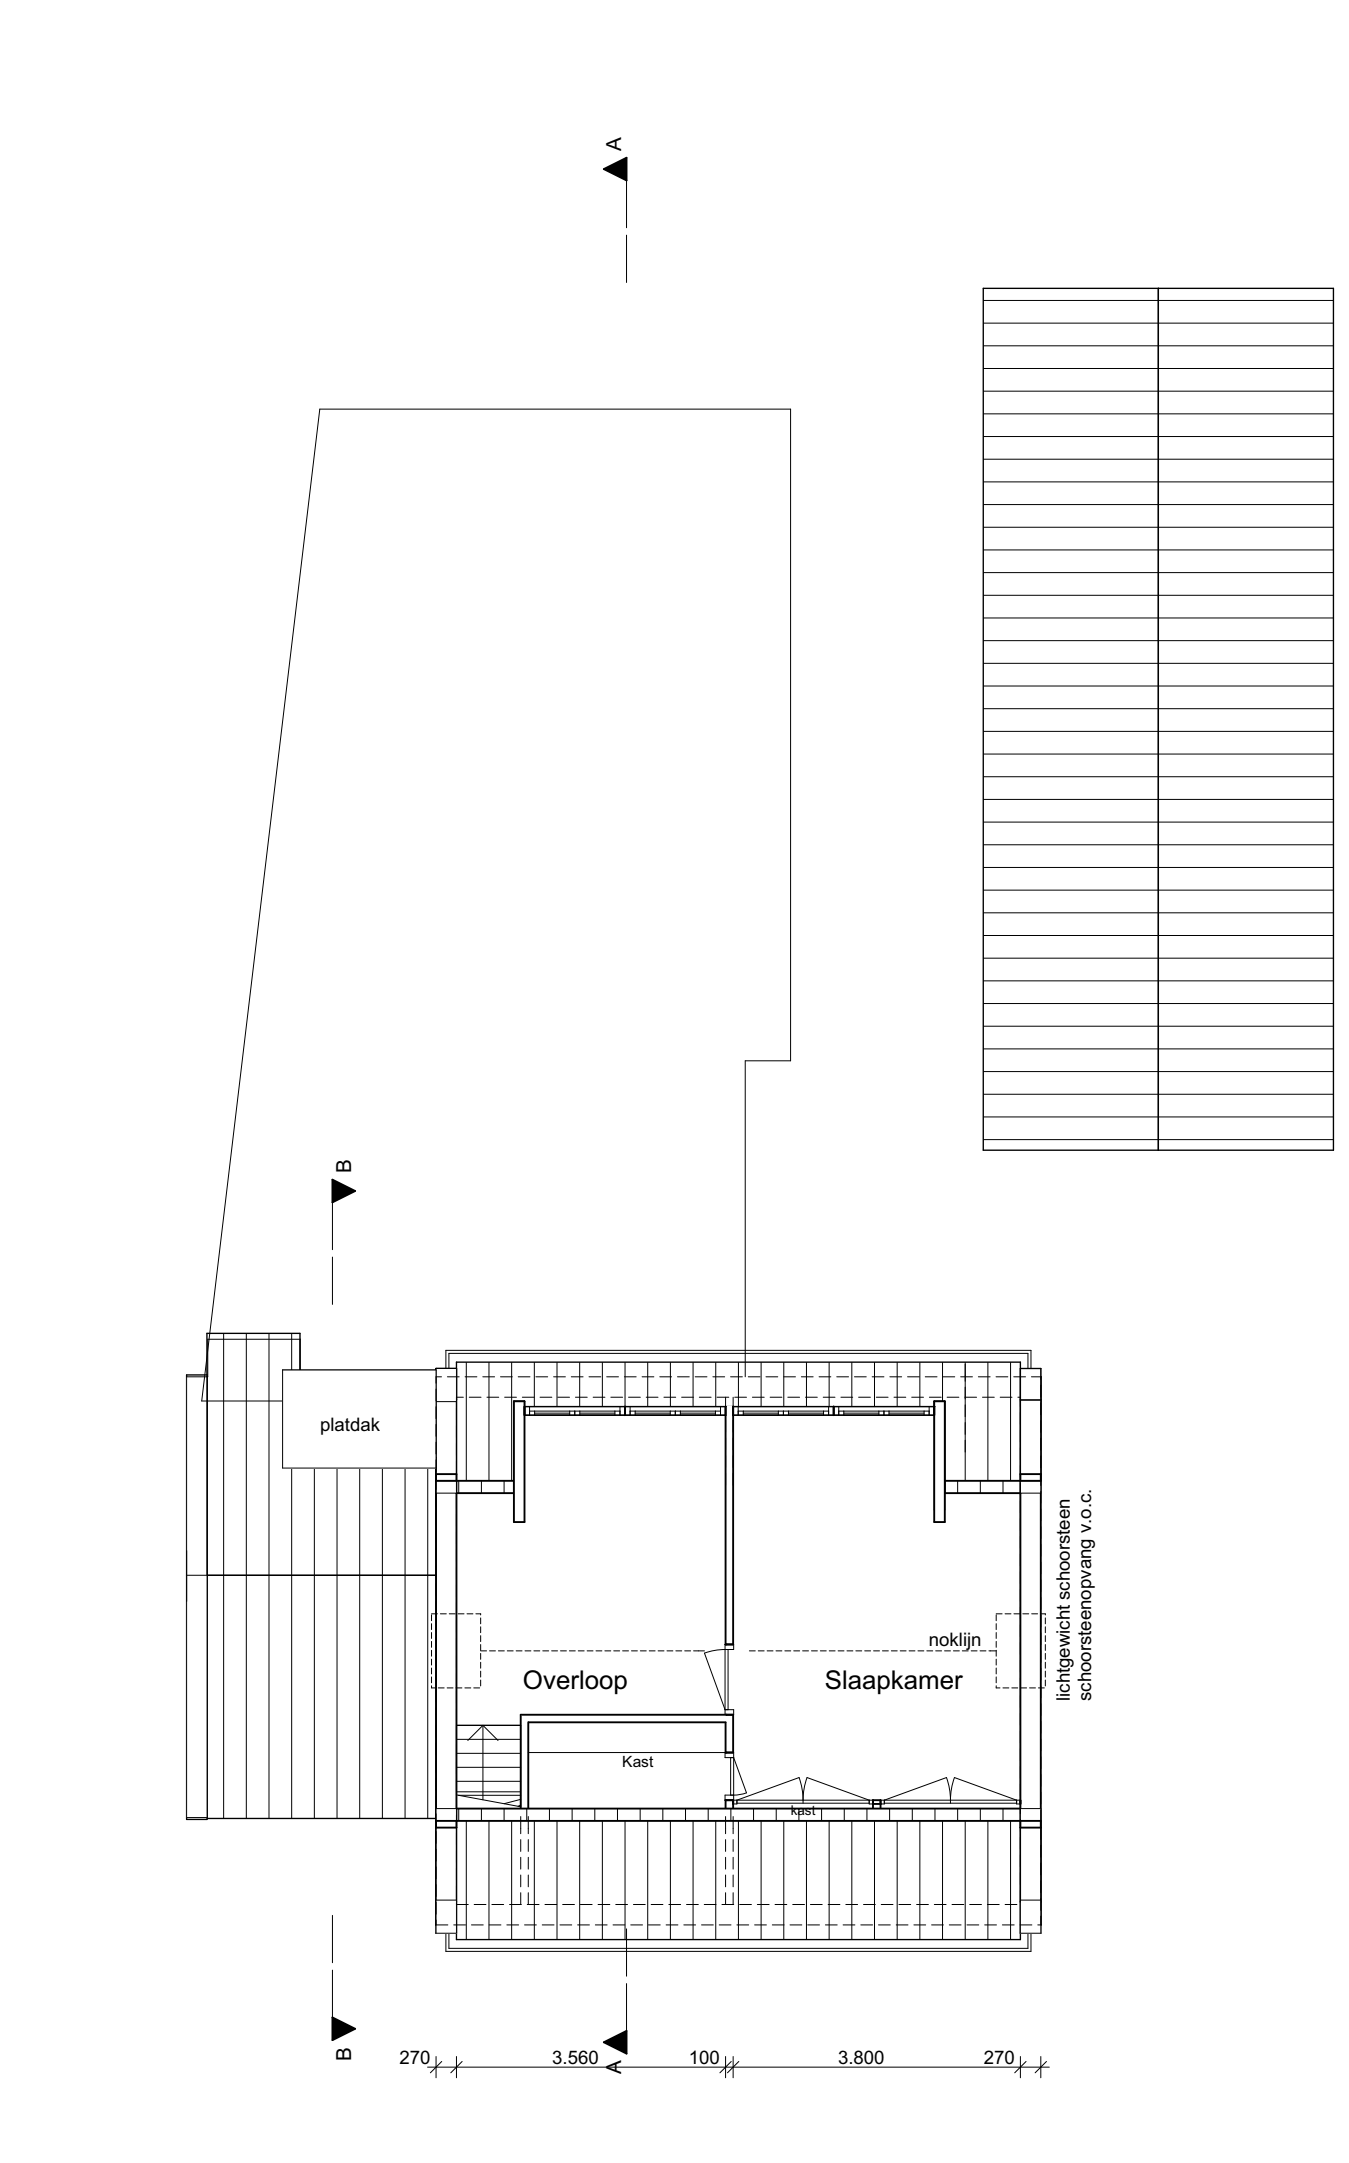 A
B
platdak
lichtgewicht schoorsteen
schoorsteenopvang v.o.c.
noklijn
Overloop
Slaapkamer
Kast
kast
B
A
270
3.560
100
3.800
270